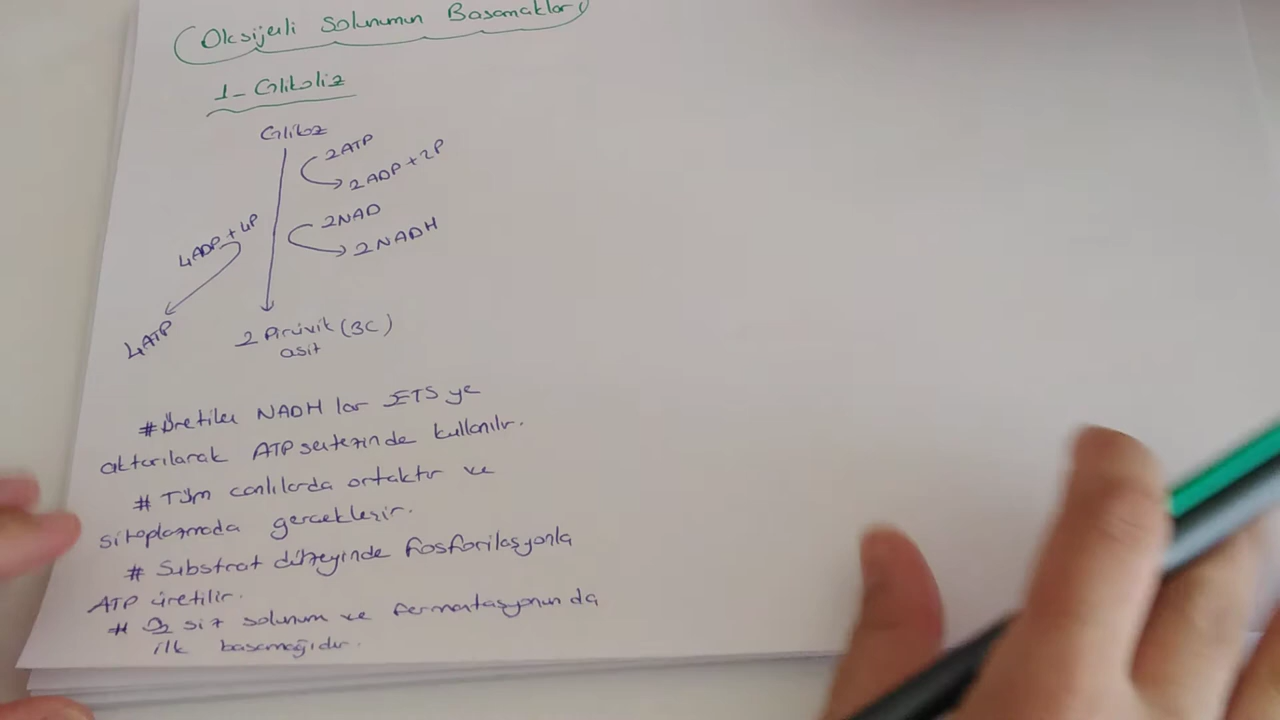 Oksijenli Solunumun Basamakları
1- Glikoliz
Glikoz
2ATP
2ADP + 2P
2NAD
2NADH
4ADP + 4P
4ATP
2 Pirüvik (3C)
asit
# Üretilen NADH lar ETS ye
aktarılarak ATP sentezinde kullanılır.
# Tüm canlılarda ortaktır ve
sitoplazmada gerçekleşir.
# Substrat düzeyinde fosforilasyonla
ATP üretilir.
# O2 siz solunum ve fermantasyonun da
ilk basamağıdır.